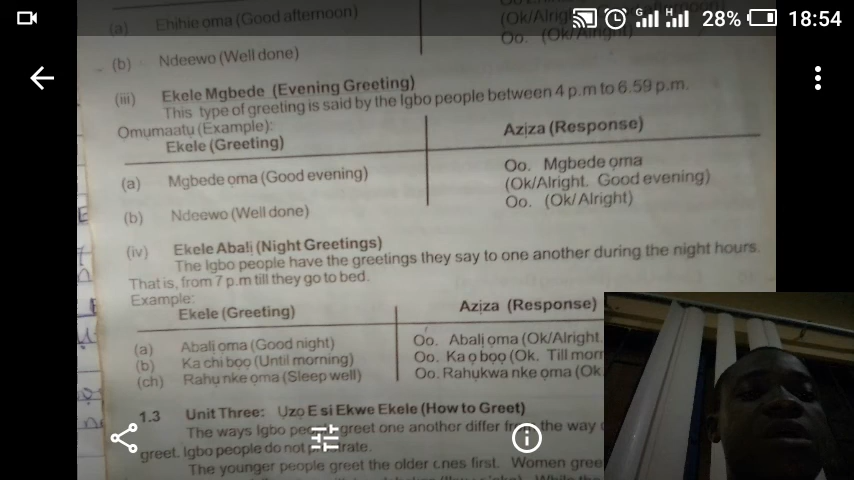 G H 28% 18:54
(a) Ehihie ọma (Good afternoon)
(Ok/Alrig
Oo. (Ok/Alright)
(b) Ndeewo (Well done)
(iii) Ekele Mgbede (Evening Greeting)
This type of greeting is said by the Igbo people between 4 p.m to 6.59 p.m.
Ọmụmaatụ (Example):
Ekele (Greeting) Azịza (Response)
(a) Mgbede ọma (Good evening) Oo. Mgbede ọma
(Ok/Alright. Good evening)
(b) Ndeewo (Well done) Oo. (Ok/Alright)
(iv) Ekele Abalị (Night Greetings)
The Igbo people have the greetings they say to one another during the night hours.
That is, from 7 p.m till they go to bed.
Example:
Ekele (Greeting) Azịza (Response)
(a) Abalị ọma (Good night) Oo. Abalị ọma (Ok/Alright.
(b) Ka chi bọọ (Until morning) Oo. Ka ọ bọọ (Ok. Till morn
(ch) Rahụ nke ọma (Sleep well) Oo. Rahụkwa nke ọma (Ok
1.3 Unit Three: Ụzọ E si Ekwe Ekele (How to Greet)
The ways Igbo people greet one another differ from the way
greet. Igbo people do not
The younger people greet the older ones first. Women gree